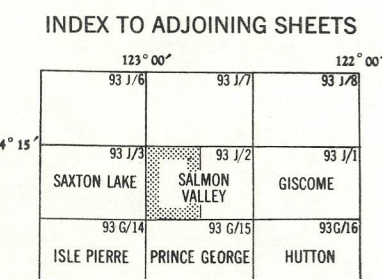 INDEX TO ADJOINING SHEETS
123° 00′ 122° 00′
93 J/6 93 J/7 93 J/8
4° 15′
93 J/3 93 J/2 93 J/1
SAXTON LAKE SALMON VALLEY GISCOME
93 G/14 93 G/15 93G/16
ISLE PIERRE PRINCE GEORGE HUTTON